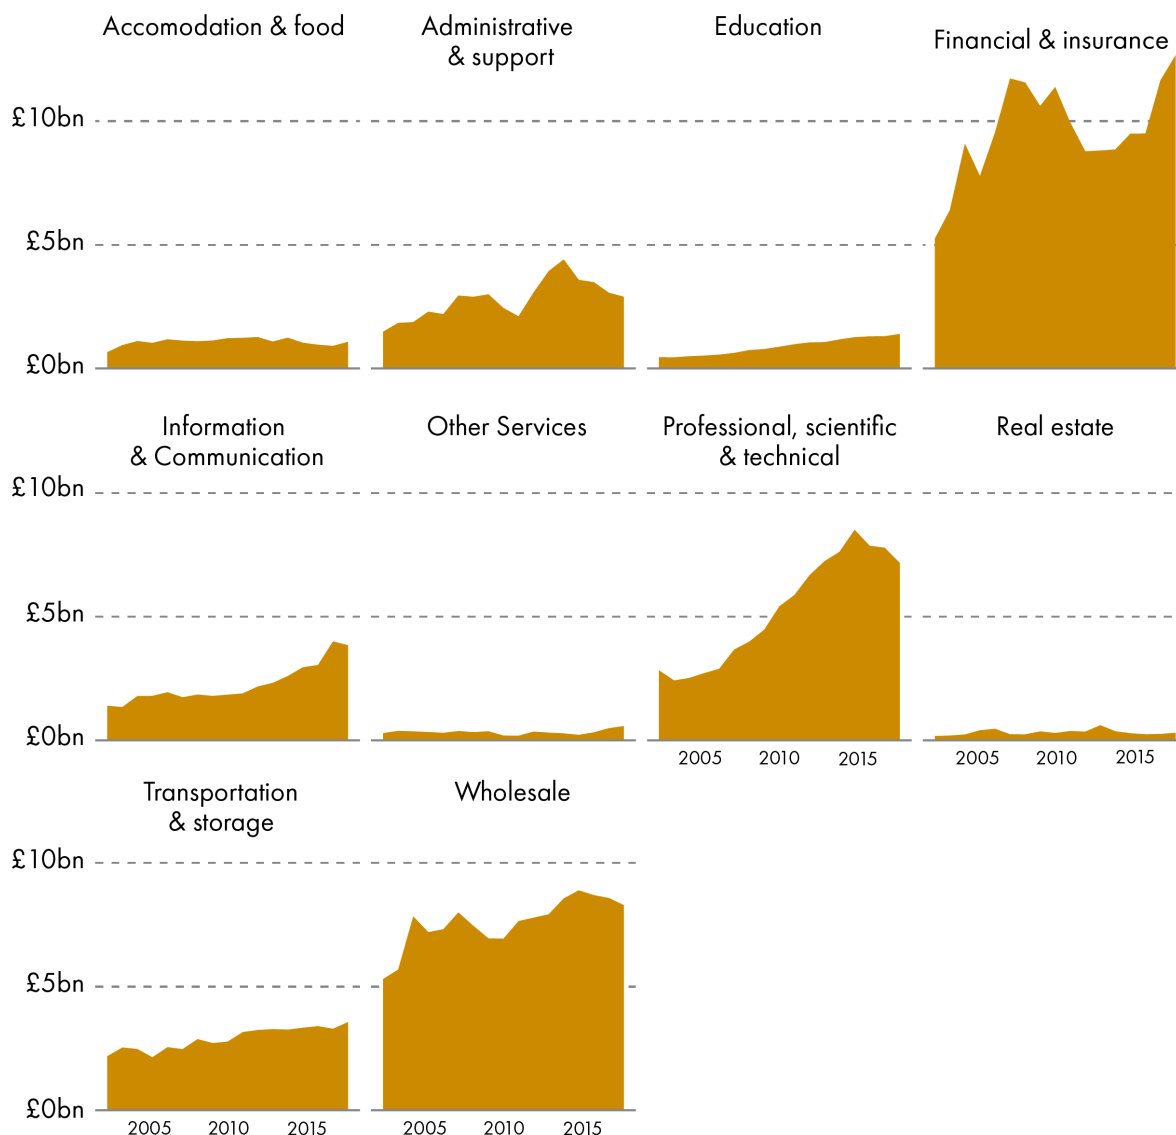 Accomodation & food
Administrative
& support
Education
Financial & insurance
£10bn
£5bn
£0bn
Information
& Communication
Other Services
Professional, scientific
& technical
Real estate
£10bn
£5bn
£0bn
2005 2010 2015
2005 2010 2015
Transportation
& storage
Wholesale
£10bn
£5bn
£0bn
2005 2010 2015
2005 2010 2015